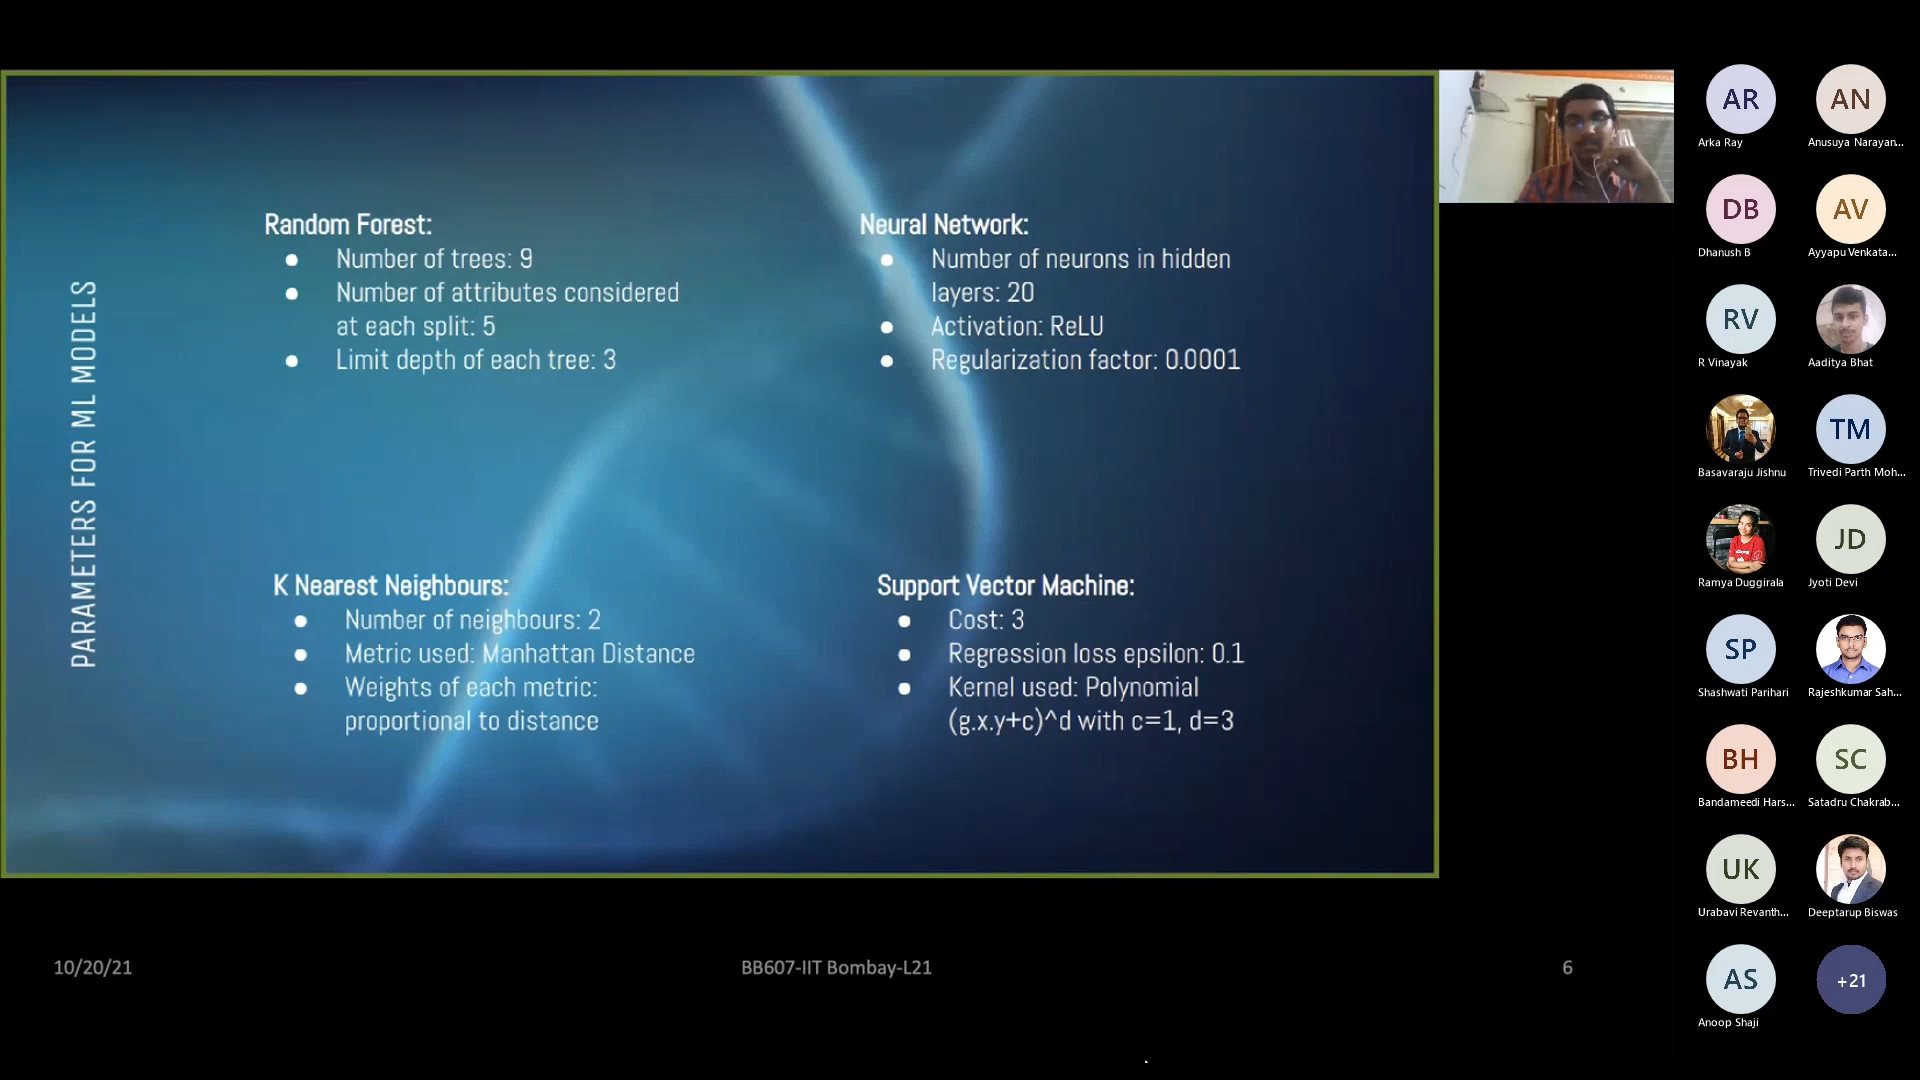 PARAMETERS FOR ML MODELS
Random Forest:
● Number of trees: 9
● Number of attributes considered
at each split: 5
● Limit depth of each tree: 3
Neural Network:
● Number of neurons in hidden
layers: 20
● Activation: ReLU
● Regularization factor: 0.0001
K Nearest Neighbours:
● Number of neighbours: 2
● Metric used: Manhattan Distance
● Weights of each metric:
proportional to distance
Support Vector Machine:
● Cost: 3
● Regression loss epsilon: 0.1
● Kernel used: Polynomial
(g.x.y+c)^d with c=1, d=3
10/20/21
BB607-IIT Bombay-L21
6
AR
Arka Ray
AN
Anusuya Narayan...
DB
Dhanush B
AV
Ayyapu Venkata...
RV
R Vinayak
Aaditya Bhat
Basavaraju Jishnu
TM
Trivedi Parth Moh...
Ramya Duggirala
JD
Jyoti Devi
SP
Shashwati Parihari
Rajeshkumar Sah...
BH
Bandameedi Hars...
SC
Satadru Chakrab...
UK
Urabavi Revanth...
Deeptarup Biswas
AS
Anoop Shaji
+21